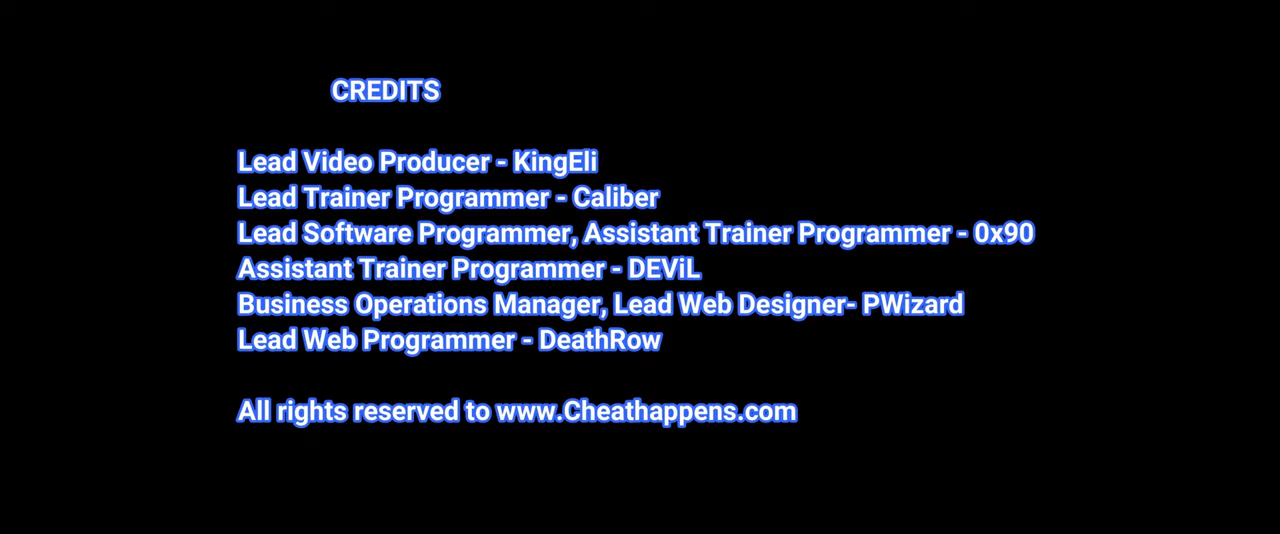 CREDITS
Lead Video Producer - KingEli
Lead Trainer Programmer - Caliber
Lead Software Programmer, Assistant Trainer Programmer - 0x90
Assistant Trainer Programmer - DEViL
Business Operations Manager, Lead Web Designer- PWizard
Lead Web Programmer - DeathRow
All rights reserved to www.Cheathappens.com